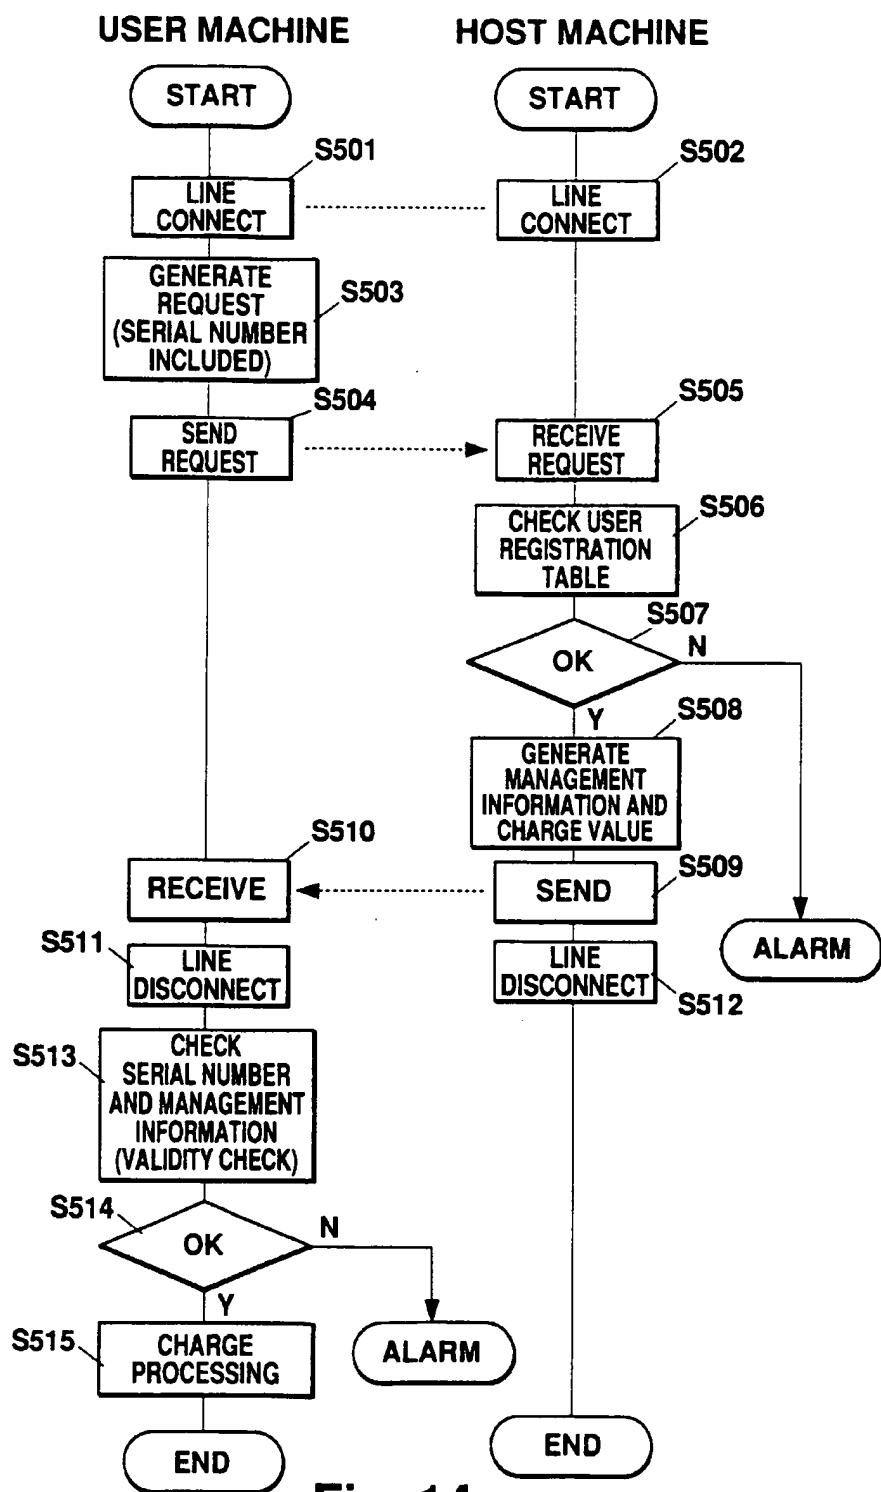 USER MACHINE
HOST MACHINE
START
START
S501
S502
LINE
CONNECT
LINE
CONNECT
GENERATE
REQUEST
(SERIAL NUMBER
INCLUDED)
S503
S504
S505
SEND
REQUEST
RECEIVE
REQUEST
S506
CHECK USER
REGISTRATION
TABLE
S507
OK
N
Y
S508
GENERATE
MANAGEMENT
INFORMATION AND
CHARGE VALUE
S510
S509
RECEIVE
SEND
ALARM
S511
LINE
DISCONNECT
LINE
DISCONNECT
S512
S513
CHECK
SERIAL NUMBER
AND MANAGEMENT
INFORMATION
(VALIDITY CHECK)
S514
OK
N
Y
S515
CHARGE
PROCESSING
ALARM
END
END